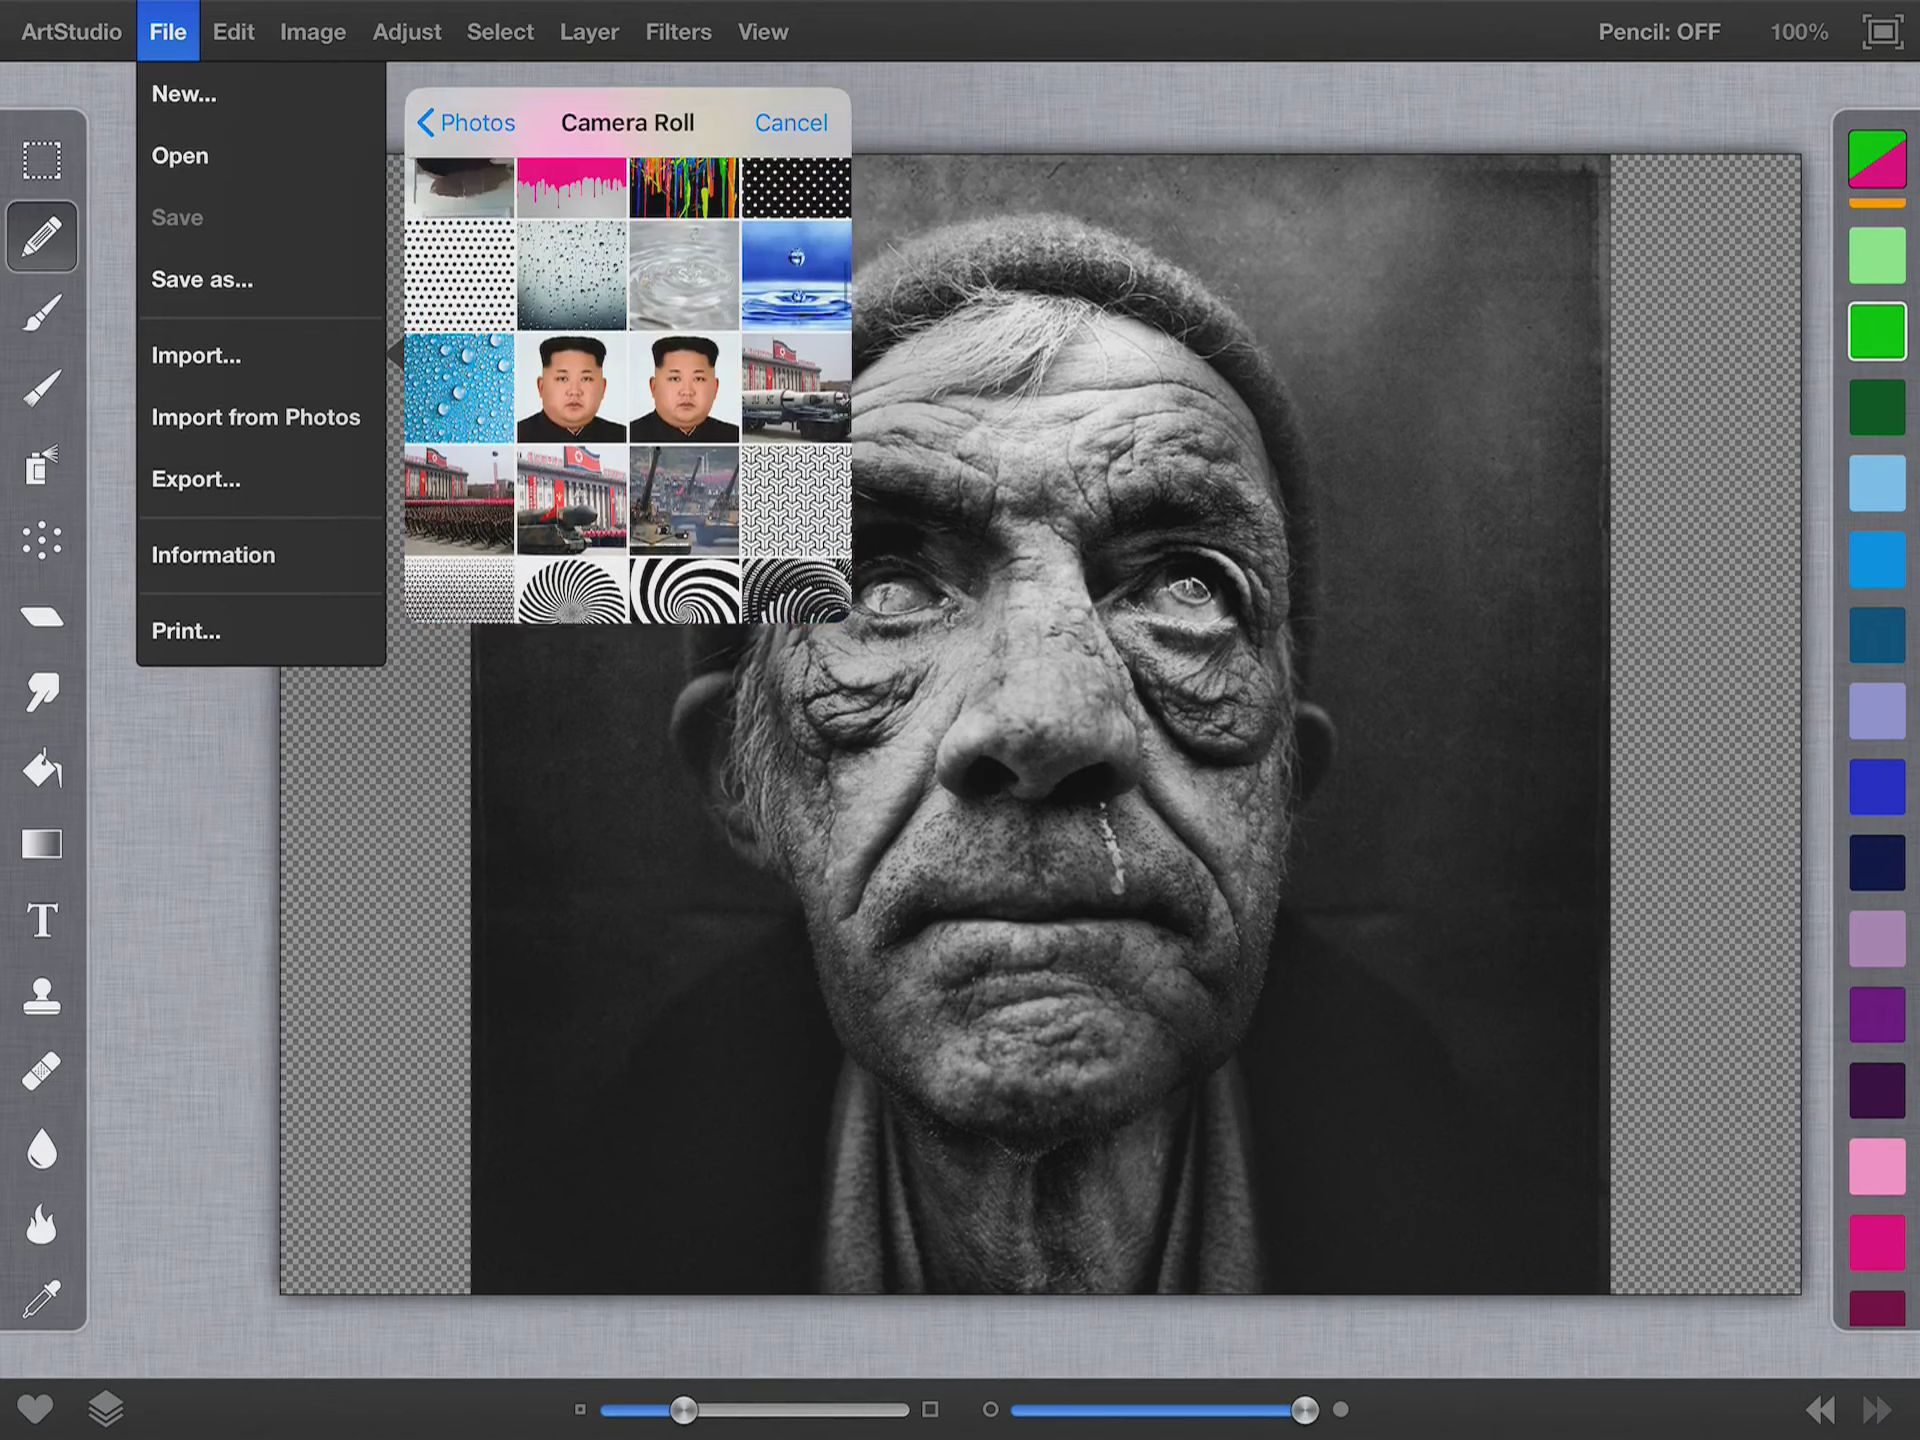 ArtStudio File Edit Image Adjust Select Layer Filters View Pencil: OFF 100%
New...
Open
Save
Save as...
Import...
Import from Photos
Export...
Information
Print...
Photos Camera Roll Cancel
T